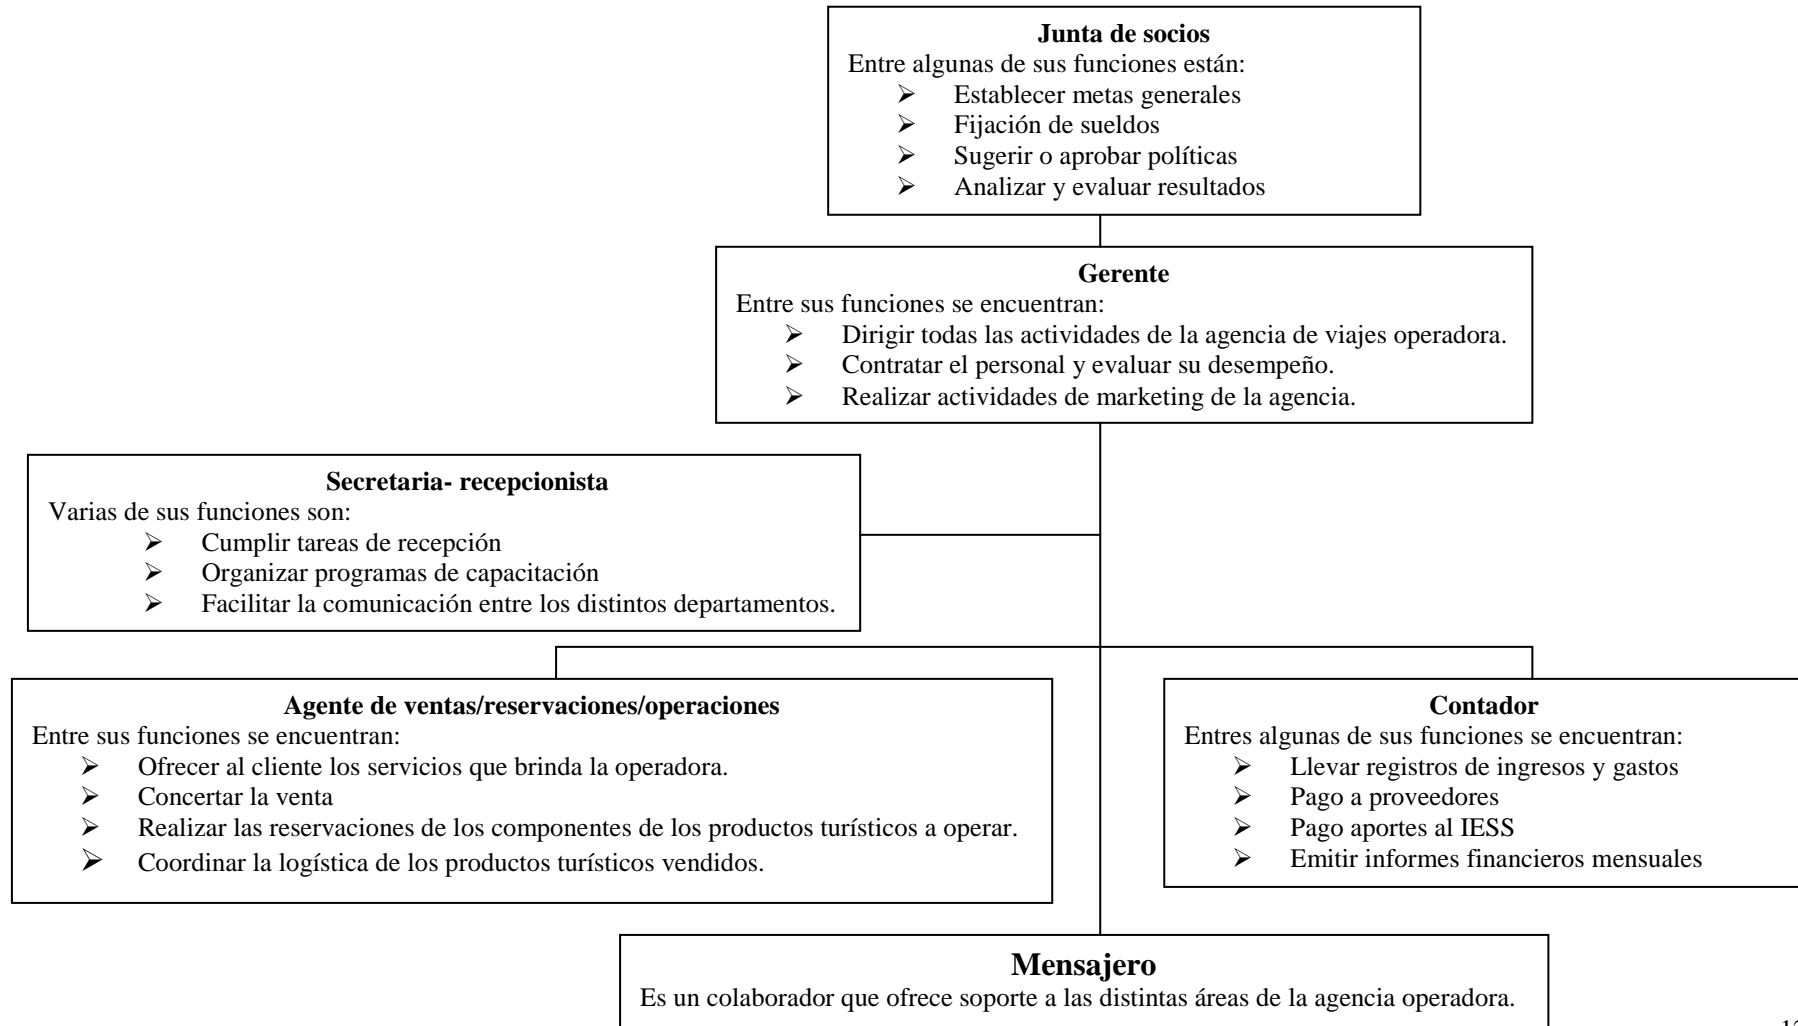 Junta de socios
Entre algunas de sus funciones están:
➢ Establecer metas generales
➢ Fijación de sueldos
➢ Sugerir o aprobar políticas
➢ Analizar y evaluar resultados
Gerente
Entre sus funciones se encuentran:
➢ Dirigir todas las actividades de la agencia de viajes operadora.
➢ Contratar el personal y evaluar su desempeño.
➢ Realizar actividades de marketing de la agencia.
Secretaria- recepcionista
Varias de sus funciones son:
➢ Cumplir tareas de recepción
➢ Organizar programas de capacitación
➢ Facilitar la comunicación entre los distintos departamentos.
Agente de ventas/reservaciones/operaciones
Entre sus funciones se encuentran:
➢ Ofrecer al cliente los servicios que brinda la operadora.
➢ Concertar la venta
➢ Realizar las reservaciones de los componentes de los productos turísticos a operar.
➢ Coordinar la logística de los productos turísticos vendidos.
Contador
Entres algunas de sus funciones se encuentran:
➢ Llevar registros de ingresos y gastos
➢ Pago a proveedores
➢ Pago aportes al IESS
➢ Emitir informes financieros mensuales
Mensajero
Es un colaborador que ofrece soporte a las distintas áreas de la agencia operadora.